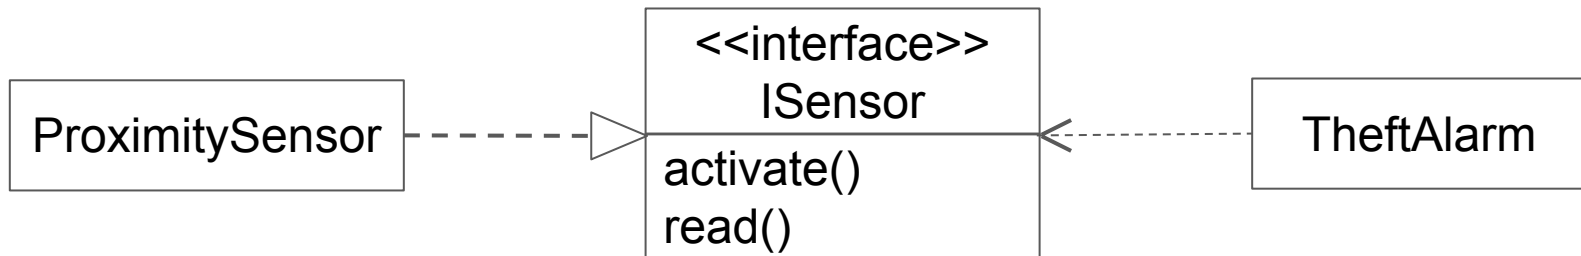 ProximitySensor
<<interface>>
ISensor
activate()
read()
TheftAlarm